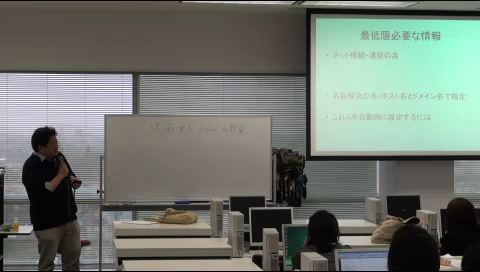 最低限必要な情報
・ネット接続・通信の為
・名前解決の為(ホスト名とドメイン名で指定)
・これらを自動的に設定するには